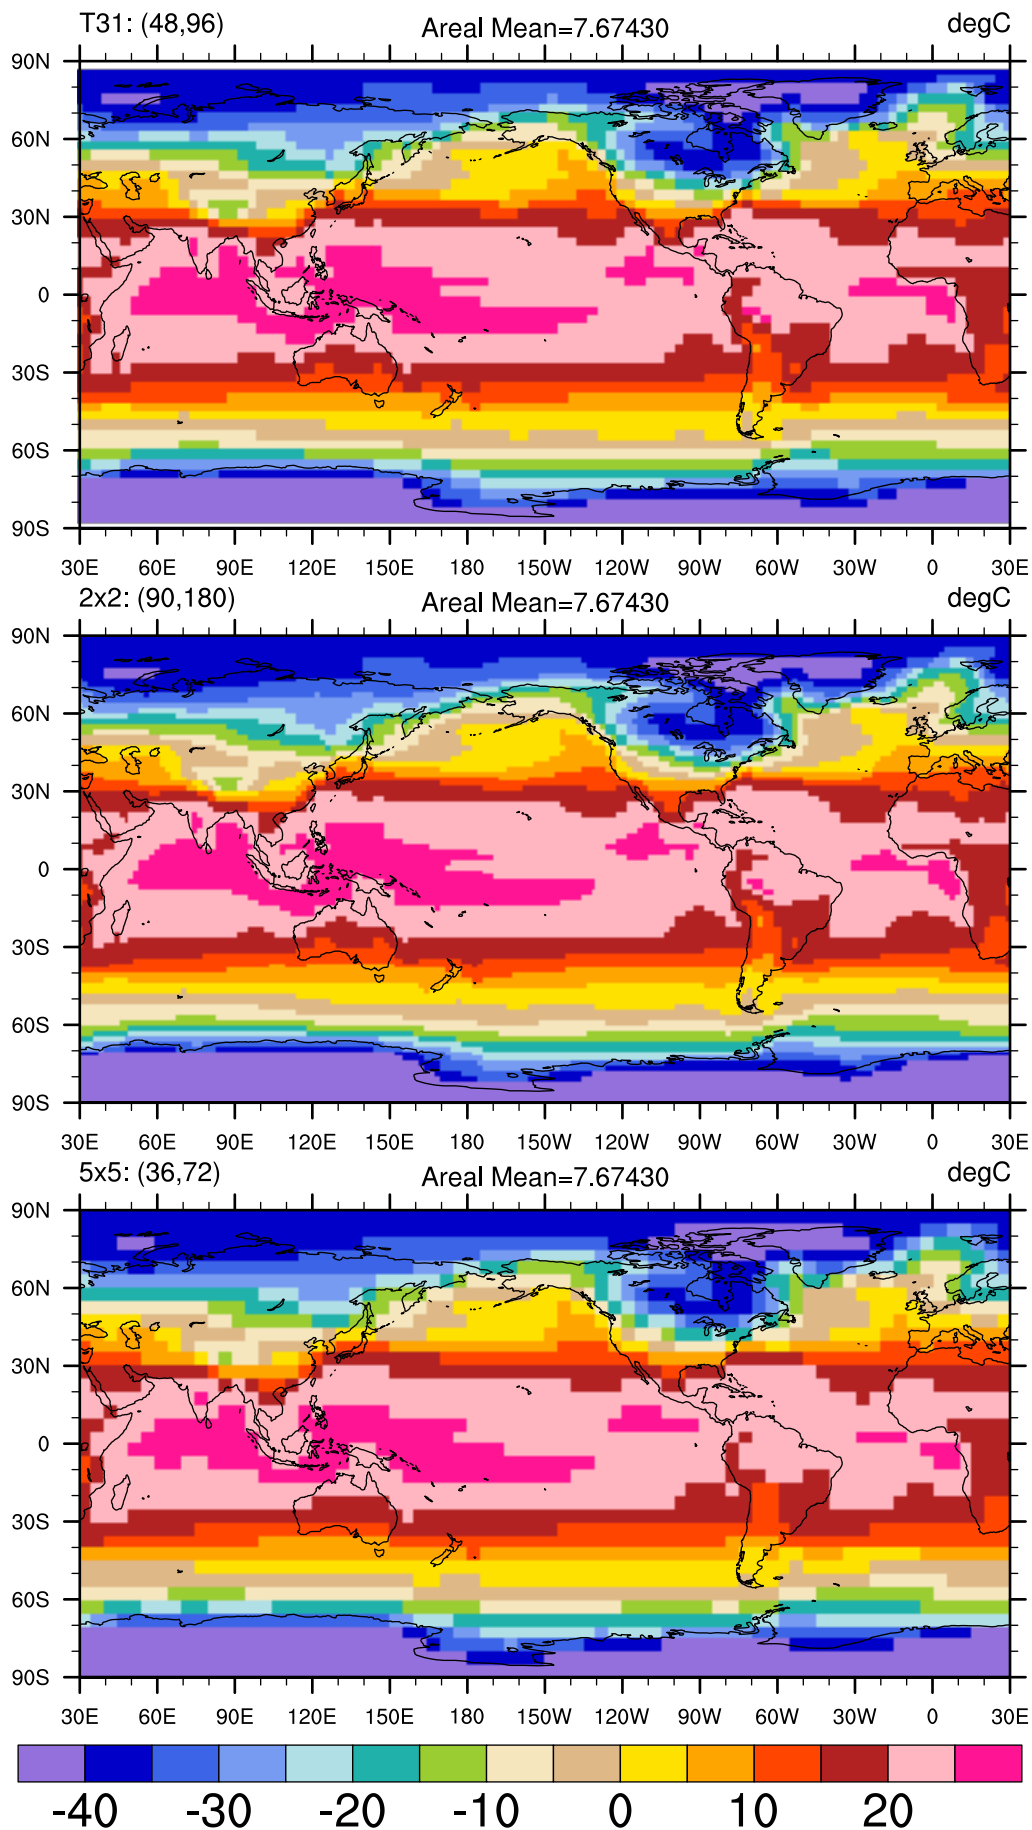 T31: (48,96) Areal Mean=7.67430 degC
90N
60N
30N
0
30S
60S
90S
30E 60E 90E 120E 150E 180 150W 120W 90W 60W 30W 0 30E
2x2: (90,180) Areal Mean=7.67430 degC
90N
60N
30N
0
30S
60S
90S
30E 60E 90E 120E 150E 180 150W 120W 90W 60W 30W 0 30E
5x5: (36,72) Areal Mean=7.67430 degC
90N
60N
30N
0
30S
60S
90S
30E 60E 90E 120E 150E 180 150W 120W 90W 60W 30W 0 30E
-40 -30 -20 -10 0 10 20